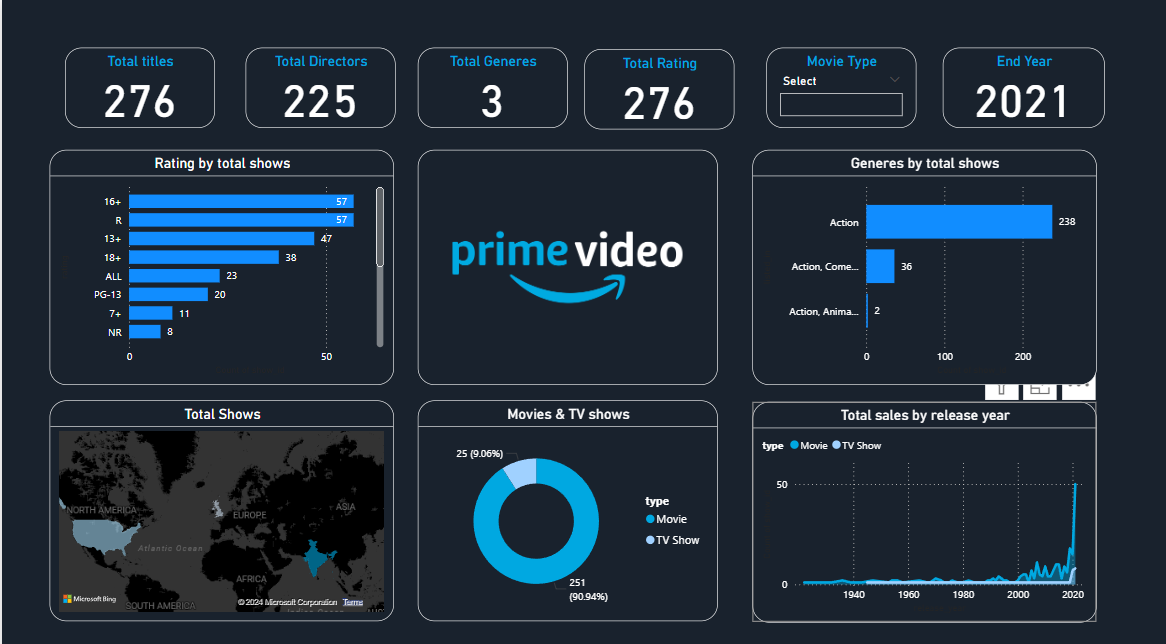 Total titles
276
Total Directors
225
Total Generes
3
Total Rating
276
Movie Type
Select
End Year
2021
Rating by total shows
16+ 57
R 57
13+ 47
18+ 38
ALL 23
PG-13 20
7+ 11
NR 8
0 50
prime video
Generes by total shows
Action 238
Action, Come... 36
Action, Anima... 2
0 100 200
Total Shows
NORTH AMERICA
EUROPE
ASIA
Atlantic Ocean
AFRICA
SOUTH AMERICA
Microsoft Bing
© 2024 Microsoft Corporation Terms
Indian Ocean
Movies & TV shows
25 (9.06%)
251
(90.94%)
type
Movie
TV Show
Total sales by release year
type Movie TV Show
50
0
1940 1960 1980 2000 2020